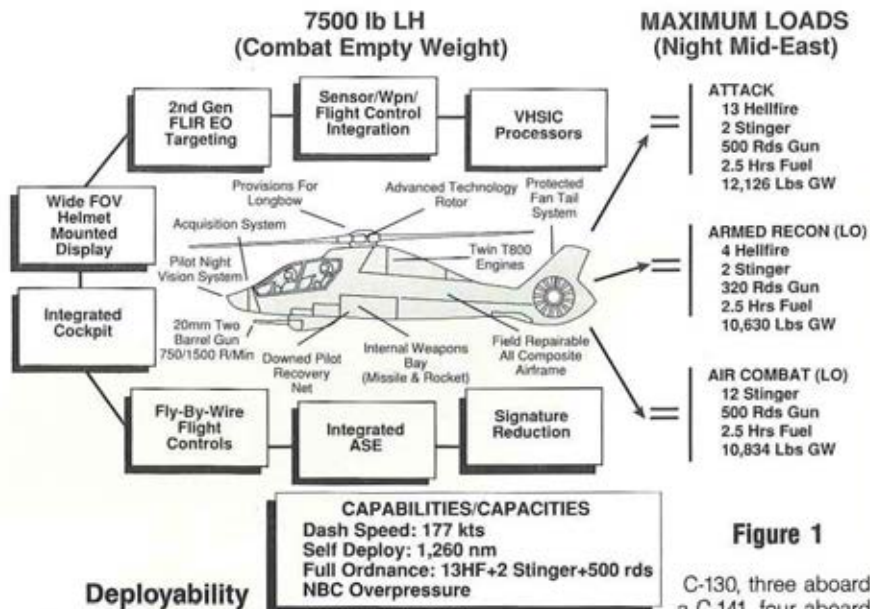 7500 lb LH
(Combat Empty Weight)
MAXIMUM LOADS
(Night Mid-East)
2nd Gen
FLIR EO
Targeting
Sensor/Wpn/
Flight Control
Integration
VHSIC
Processors
Wide FOV
Helmet
Mounted
Display
Integrated
Cockpit
Fly-By-Wire
Flight
Controls
Integrated
ASE
Signature
Reduction
Provisions For
Longbow
Advanced Technology
Rotor
Protected
Fan Tail
System
Acquisition System
Pilot Night
Vision System
Twin T800
Engines
20mm Two
Barrel Gun
750/1500 R/Min
Downed Pilot
Recovery
Net
Internal Weapons
Bay
(Missile & Rocket)
Field Repairable
All Composite
Airframe
ATTACK
13 Hellfire
2 Stinger
500 Rds Gun
2.5 Hrs Fuel
12,126 Lbs GW
ARMED RECON (LO)
4 Hellfire
2 Stinger
320 Rds Gun
2.5 Hrs Fuel
10,630 Lbs GW
AIR COMBAT (LO)
12 Stinger
500 Rds Gun
2.5 Hrs Fuel
10,834 Lbs GW
CAPABILITIES/CAPACITIES
Dash Speed: 177 kts
Self Deploy: 1,260 nm
Full Ordnance: 13HF+2 Stinger+500 rds
NBC Overpressure
Figure 1
Deployability
C-130, three aboard
a C-141, four aboard